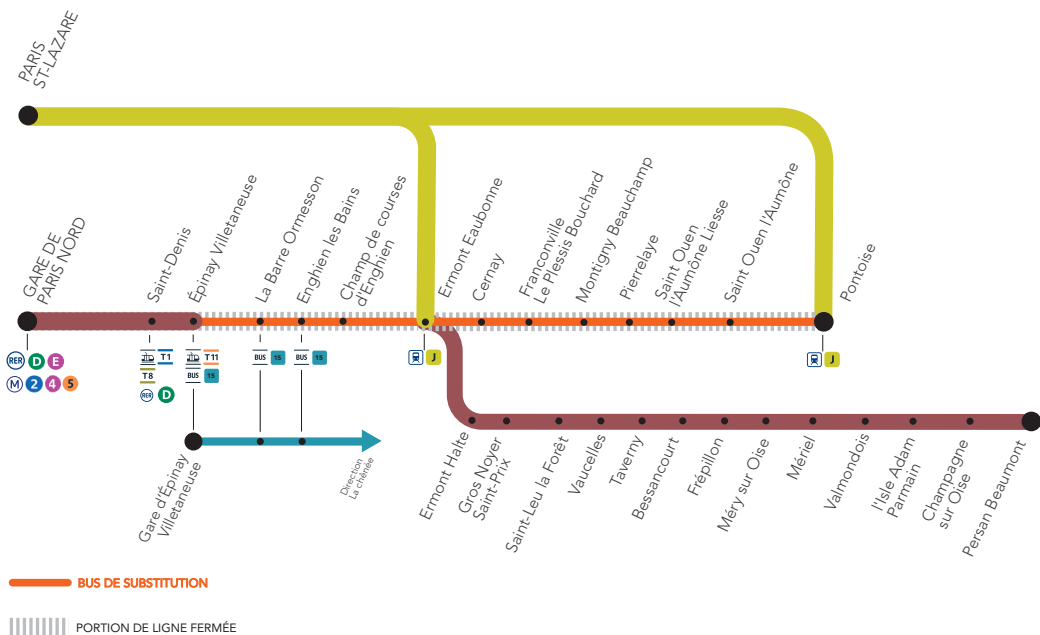 PARIS
ST-LAZARE
GARE DE
PARIS NORD
Saint-Denis
Épinay Villetaneuse
La Barre Ormesson
Enghien les Bains
Champ de courses
d'Enghien
Ermont Eaubonne
Cernay
Franconville
Le Plessis Bouchard
Montigny Beauchamp
Pierrelaye
Saint Ouen
l'Aumône Liesse
Saint Ouen l'Aumône
Pontoise
RER D E
M 2 4 5
T1
T8
RER D
T11
BUS 15
BUS 15
BUS 15
J
J
Gare d'Épinay
Villetaneuse
Direction
La chênée
Ermont Halte
Gros Noyer
Saint-Prix
Saint-Leu la Forêt
Vaucelles
Taverny
Bessancourt
Frépillon
Méry sur Oise
Mériel
Valmondois
l'Isle Adam
Parmain
Champagne
sur Oise
Persan Beaumont
BUS DE SUBSTITUTION
PORTION DE LIGNE FERMÉE